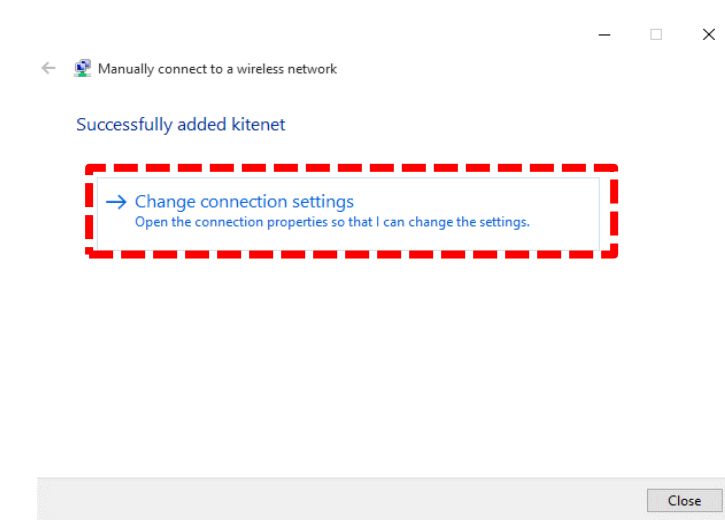 Manually connect to a wireless network
Successfully added kitenet
Change connection settings
Open the connection properties so that I can change the settings.
Close